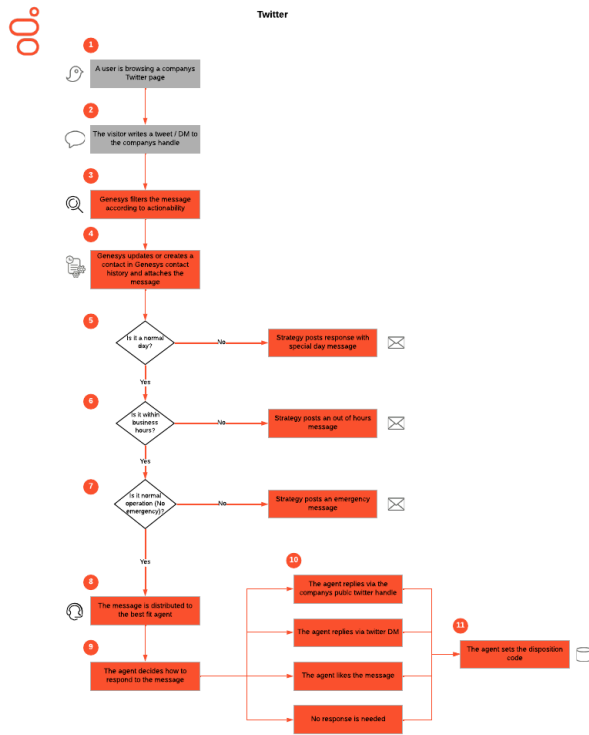 Twitter
1
A user is browsing a companys
Twitter page
2
The visitor writes a tweet / DM to
the companys handle
3
Genesys filters the message
according to actionability
4
Genesys updates or creates a
contact in Genesys contact
history and attaches the
message
5
Is it a normal
day?
No
Strategy posts response with
special day message
Yes
6
Is it within
business
hours?
No
Strategy posts an out of hours
message
Yes
7
Is it normal
operation (No
emergency)?
No
Strategy posts an emergency
message
Yes
8
The message is distributed to
the best fit agent
9
The agent decides how to
respond to the message
10
The agent replies via the
companys public twitter handle
The agent replies via twitter DM
The agent likes the message
No response is needed
11
The agent sets the disposition
code